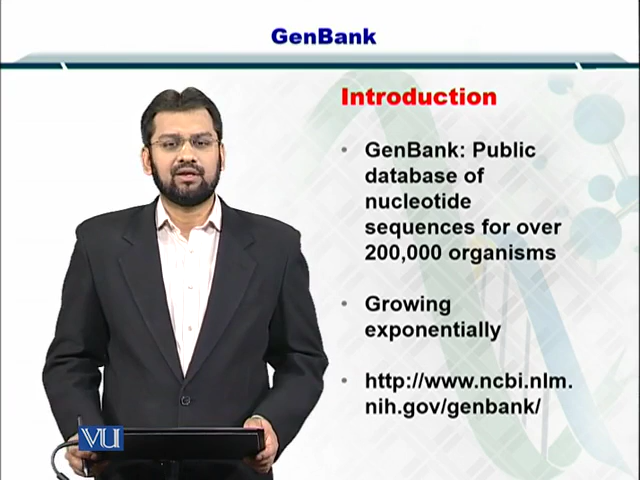 GenBank
Introduction
• GenBank: Public
database of
nucleotide
sequences for over
200,000 organisms
• Growing
exponentially
• http://www.ncbi.nlm.
nih.gov/genbank/
VU